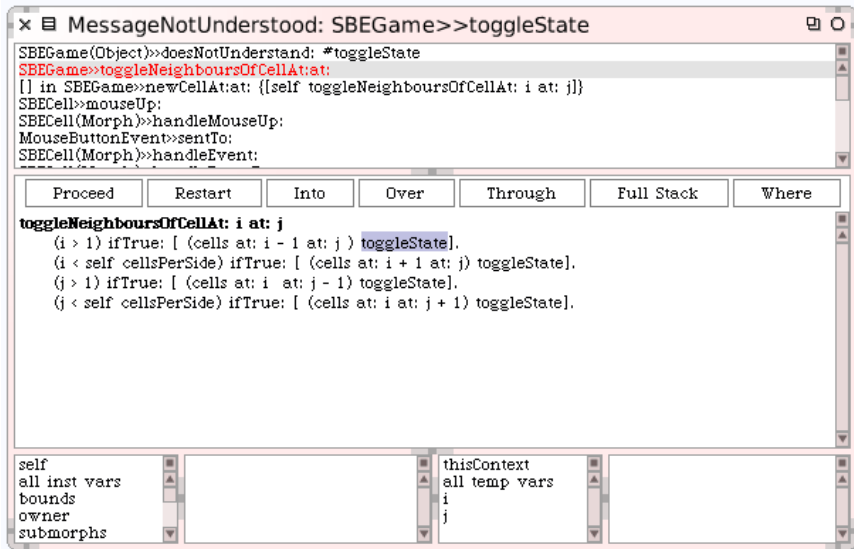 MessageNotUnderstood: SBEGame>>toggleState
SBEGame(Object)>>doesNotUnderstand: #toggleState
SBEGame>>toggleNeighboursOfCellAt:at:
[] in SBEGame>>newCellAt:at: {[self toggleNeighboursOfCellAt: i at: j]}
SBECell>>mouseUp:
SBECell(Morph)>>handleMouseUp:
MouseButtonEvent>>sentTo:
SBECell(Morph)>>handleEvent:
Proceed Restart Into Over Through Full Stack Where
toggleNeighboursOfCellAt: i at: j
(i > 1) ifTrue: [ (cells at: i - 1 at: j ) toggleState].
(i < self cellsPerSide) ifTrue: [ (cells at: i + 1 at: j) toggleState].
(j > 1) ifTrue: [ (cells at: i at: j - 1) toggleState].
(j < self cellsPerSide) ifTrue: [ (cells at: i at: j + 1) toggleState].
self
all inst vars
bounds
owner
submorphs
thisContext
all temp vars
i
j